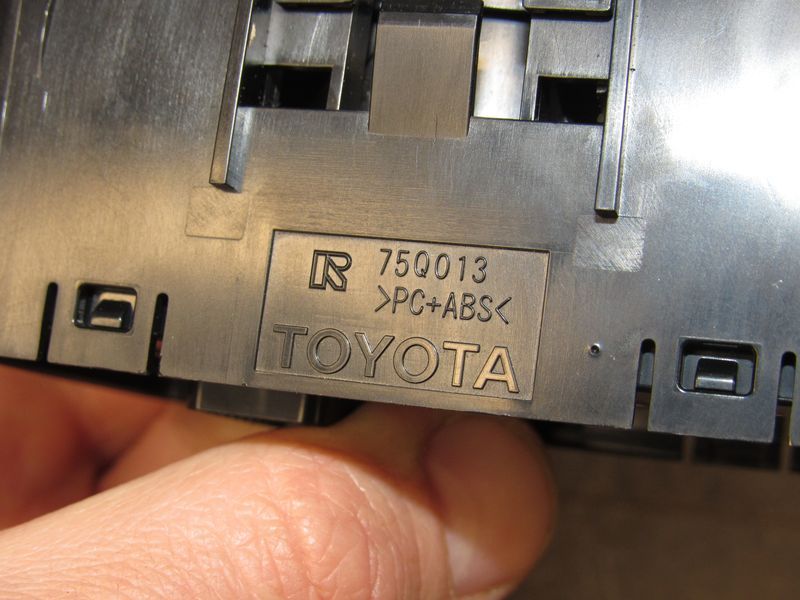 R 75Q013
>PC+ABS<
TOYOTA